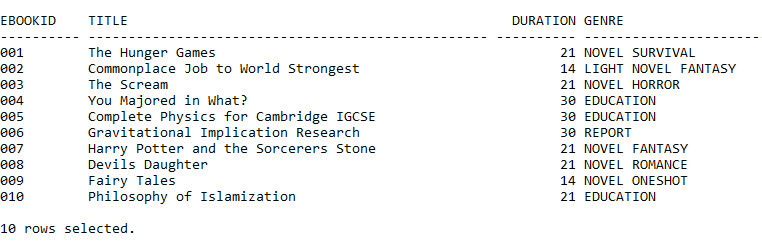 EBOOKID    TITLE                                                DURATION GENRE
---------- -------------------------------------------------- ---------- ----------------------
001        The Hunger Games                                           21 NOVEL SURVIVAL
002        Commonplace Job to World Strongest                         14 LIGHT NOVEL FANTASY
003        The Scream                                                 21 NOVEL HORROR
004        You Majored in What?                                       30 EDUCATION
005        Complete Physics for Cambridge IGCSE                       30 EDUCATION
006        Gravitational Implication Research                         30 REPORT
007        Harry Potter and the Sorcerers Stone                       21 NOVEL FANTASY
008        Devils Daughter                                            21 NOVEL ROMANCE
009        Fairy Tales                                                14 NOVEL ONESHOT
010        Philosophy of Islamization                                 21 EDUCATION
10 rows selected.